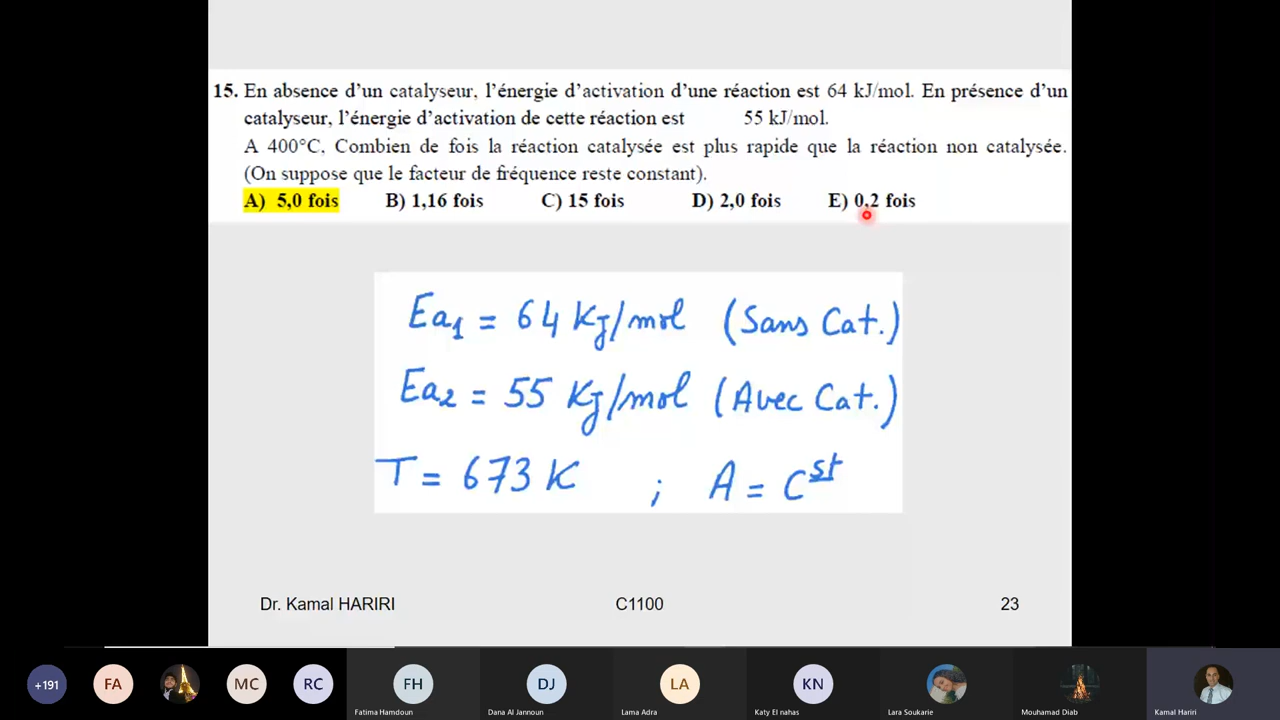 15. En absence d'un catalyseur, l'énergie d'activation d'une réaction est 64 kJ/mol. En présence d'un
catalyseur, l'énergie d'activation de cette réaction est 55 kJ/mol.
A 400°C, Combien de fois la réaction catalysée est plus rapide que la réaction non catalysée.
(On suppose que le facteur de fréquence reste constant).
A) 5,0 fois B) 1,16 fois C) 15 fois D) 2,0 fois E) 0,2 fois
Ea1 = 64 Kj/mol (Sans Cat.)
Ea2 = 55 Kj/mol (Avec Cat.)
T = 673 K ; A = Cst
Dr. Kamal HARIRI C1100 23
+191 FA MC RC FH DJ LA KN
Fatima Hamdoun Dana Al Jannoun Lama Adra Katy El nahas Lara Soukarie Mouhamad Diab Kamal Hariri